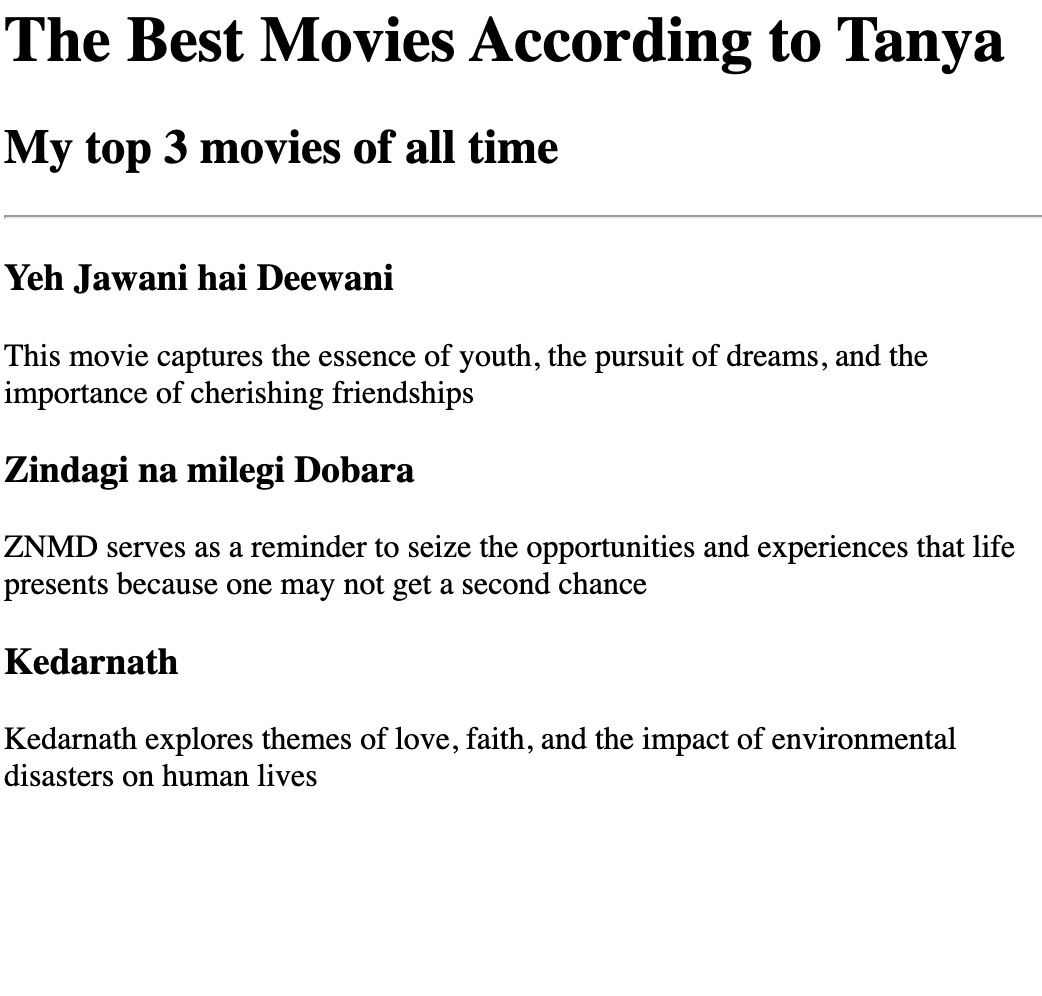 The Best Movies According to Tanya
My top 3 movies of all time
Yeh Jawani hai Deewani
This movie captures the essence of youth, the pursuit of dreams, and the
importance of cherishing friendships
Zindagi na milegi Dobara
ZNMD serves as a reminder to seize the opportunities and experiences that life
presents because one may not get a second chance
Kedarnath
Kedarnath explores themes of love, faith, and the impact of environmental
disasters on human lives